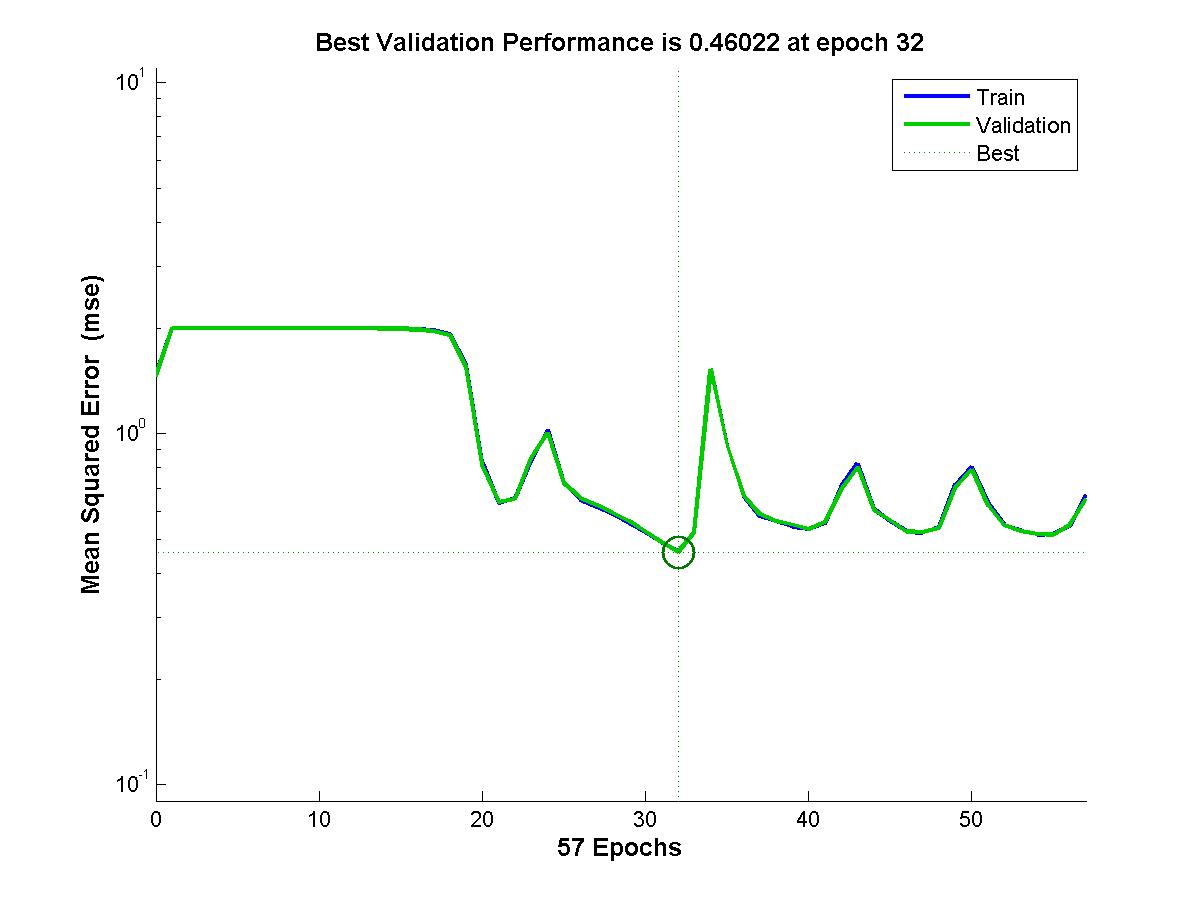 Best Validation Performance is 0.46022 at epoch 32
Train
Validation
Best
Mean Squared Error (mse)
10^1
10^0
10^-1
0 10 20 30 40 50
57 Epochs